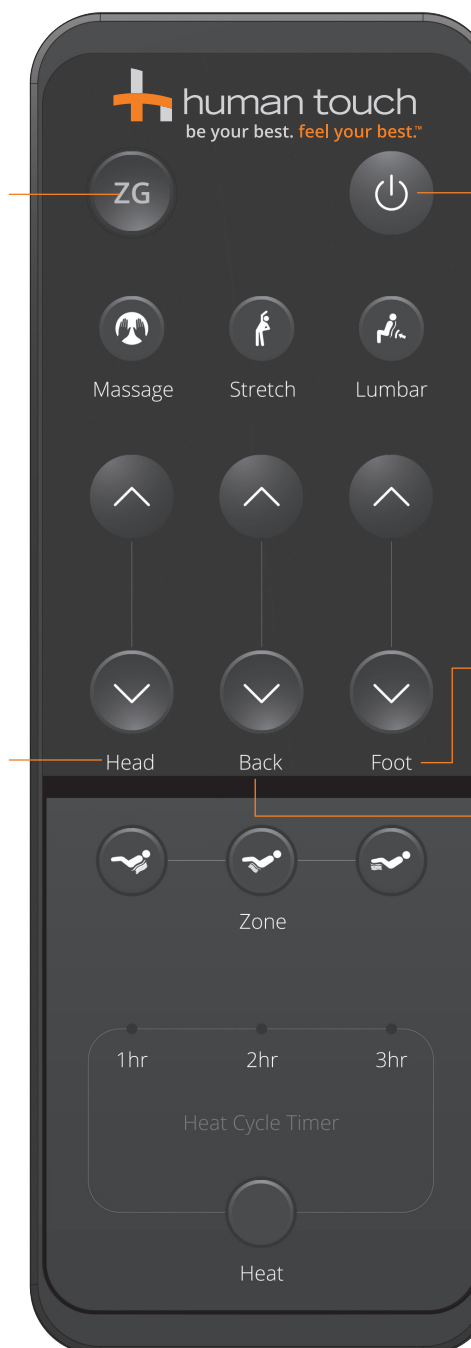 human touch
be your best. feel your best.™
ZG
Massage Stretch Lumbar
Head Back Foot
Zone
1hr 2hr 3hr
Heat Cycle Timer
Heat